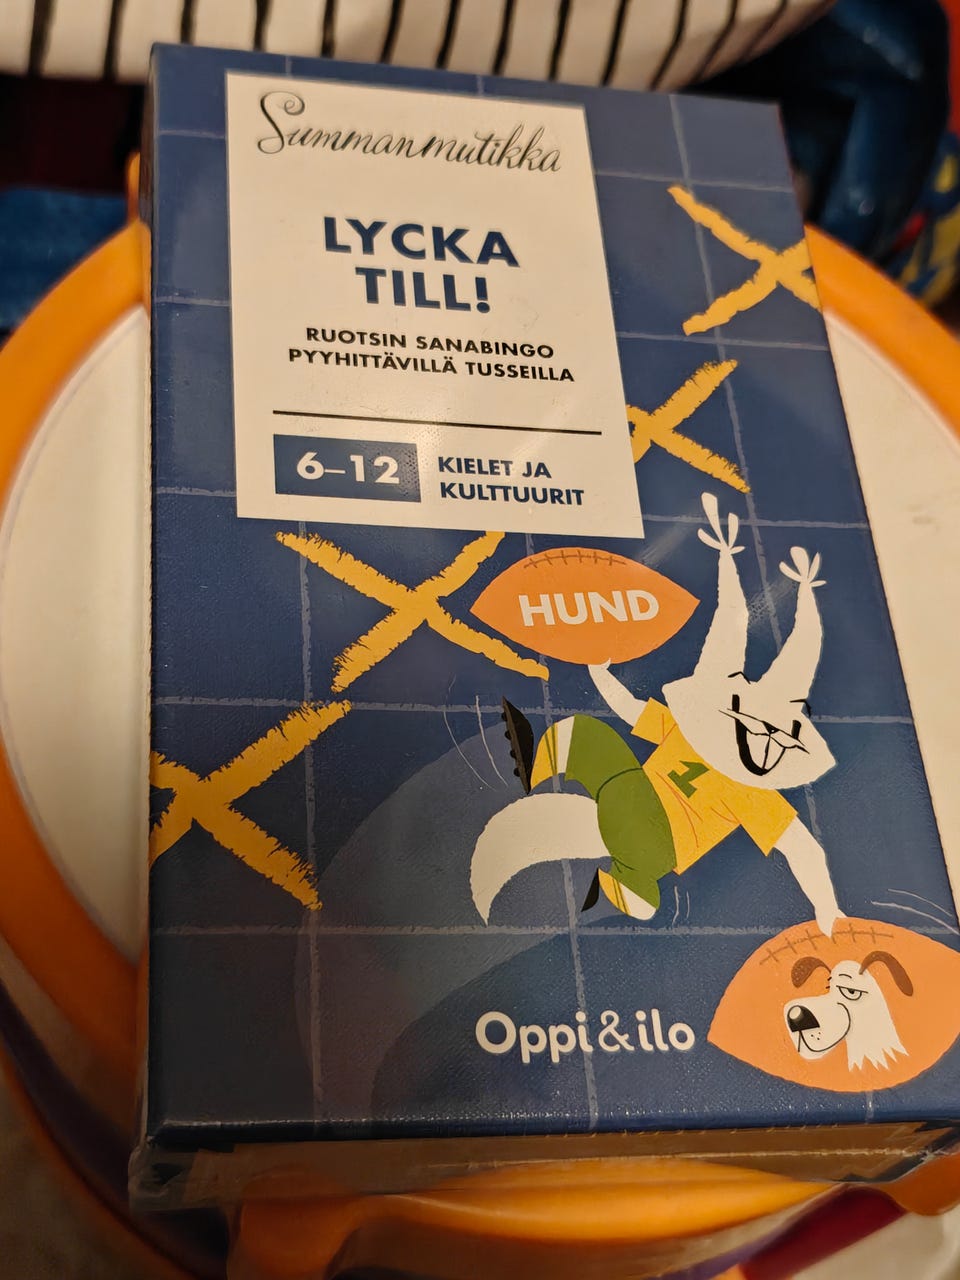 Summanmutikka
LYCKA
TILL!
RUOTSIN SANABINGO
PYYHITTÄVILLÄ TUSSEILLA
6–12
KIELET JA
KULTTUURIT
HUND
1
Oppi&ilo